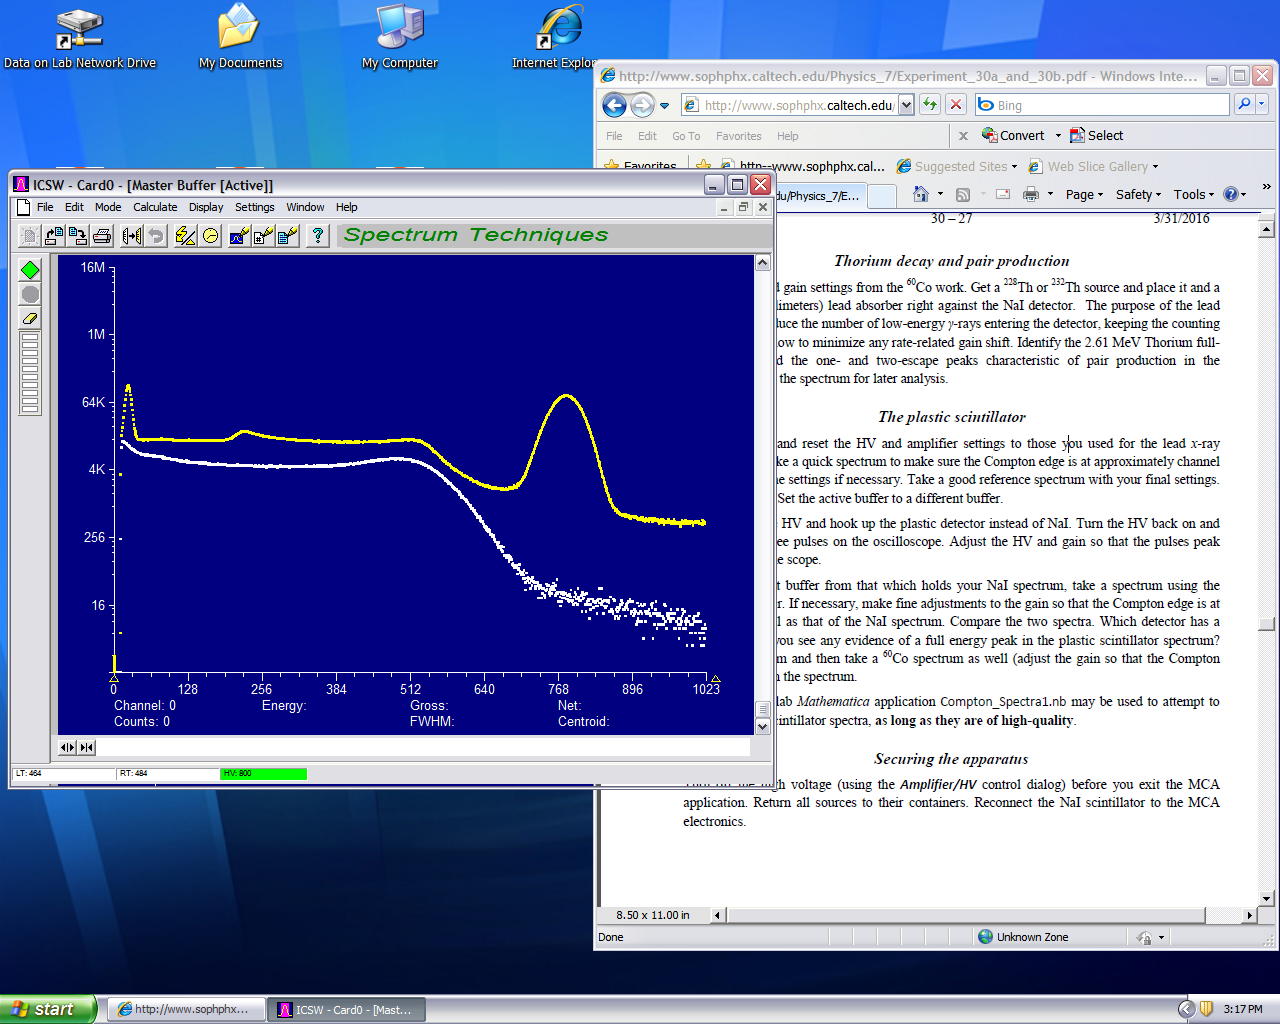 Data on Lab Network Drive
My Documents
My Computer
Internet Explor
http://www.sophphx.caltech.edu/Physics_7/Experiment_30a_and_30b.pdf - Windows Inte...
http://www.sophphx.caltech.edu/
Bing
File Edit Go To Favorites Help
x Convert Select
Favorites http--www.sophphx.cal... Suggested Sites Web Slice Gallery
du/Physics_7/E... Page Safety Tools »
ICSW - Card0 - [Master Buffer [Active]]
File Edit Mode Calculate Display Settings Window Help
Spectrum Techniques
16M
1M
64K
4K
256
16
0 128 256 384 512 640 768 896 1023
Channel: 0 Energy: Gross: Net:
Counts: 0 FWHM: Centroid:
LT: 464 RT: 484 HV: 800
30 – 27 3/31/2016
Thorium decay and pair production
gain settings from the 60Co work. Get a 228Th or 232Th source and place it and a
limeters) lead absorber right against the NaI detector. The purpose of the lead
duce the number of low-energy γ-rays entering the detector, keeping the counting
low to minimize any rate-related gain shift. Identify the 2.61 MeV Thorium full-
d the one- and two-escape peaks characteristic of pair production in the
the spectrum for later analysis.
The plastic scintillator
and reset the HV and amplifier settings to those you used for the lead x-ray
ke a quick spectrum to make sure the Compton edge is at approximately channel
e settings if necessary. Take a good reference spectrum with your final settings.
Set the active buffer to a different buffer.
HV and hook up the plastic detector instead of NaI. Turn the HV back on and
ee pulses on the oscilloscope. Adjust the HV and gain so that the pulses peak
e scope.
t buffer from that which holds your NaI spectrum, take a spectrum using the
r. If necessary, make fine adjustments to the gain so that the Compton edge is at
l as that of the NaI spectrum. Compare the two spectra. Which detector has a
you see any evidence of a full energy peak in the plastic scintillator spectrum?
m and then take a 60Co spectrum as well (adjust the gain so that the Compton
n the spectrum.
lab Mathematica application Compton_Spectra1.nb may be used to attempt to
cintillator spectra, as long as they are of high-quality.
Securing the apparatus
Turn off the high voltage (using the Amplifier/HV control dialog) before you exit the MCA
application. Return all sources to their containers. Reconnect the NaI scintillator to the MCA
electronics.
8.50 x 11.00 in
Done Unknown Zone
start http://www.sophphx... ICSW - Card0 - [Mast... 3:17 PM